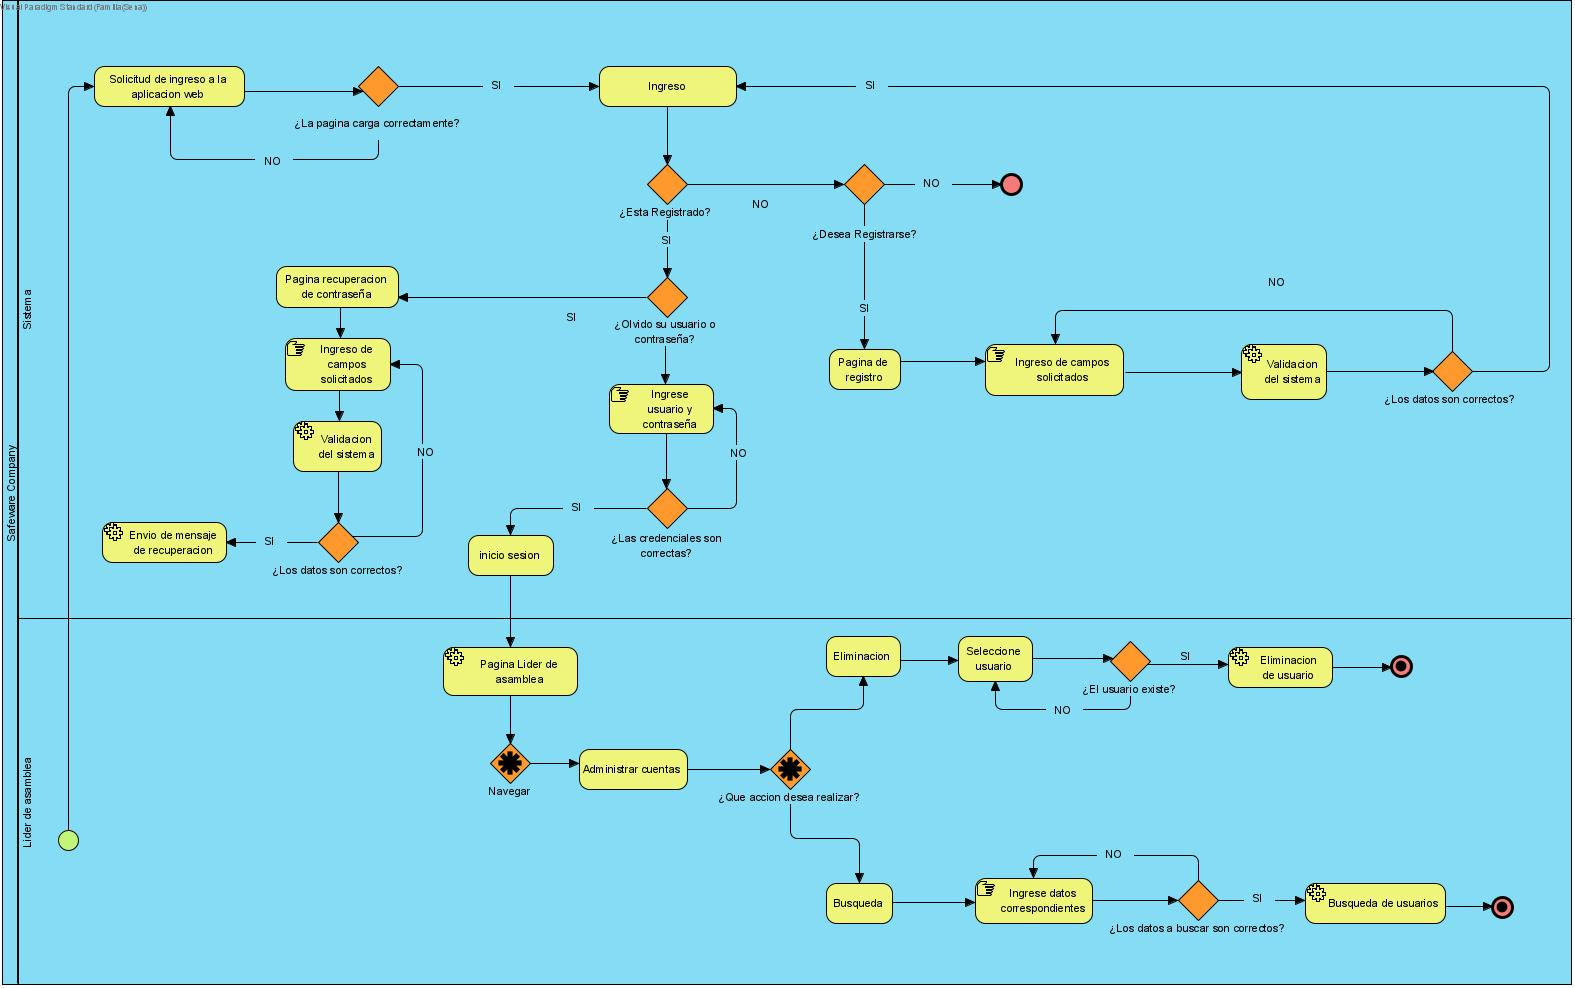 Visual Paradigm Standard (Familia(Sena))
Safeware Company
Sistema
Solicitud de ingreso a la
aplicacion web
¿La pagina carga correctamente?
SI
NO
Ingreso
SI
¿Esta Registrado?
NO
SI
¿Desea Registrarse?
NO
SI
Pagina recuperacion
de contraseña
SI
¿Olvido su usuario o
contraseña?
Ingreso de
campos
solicitados
Validacion
del sistema
NO
¿Los datos son correctos?
SI
Envio de mensaje
de recuperacion
Ingrese
usuario y
contraseña
NO
¿Las credenciales son
correctas?
SI
inicio sesion
Pagina de
registro
Ingreso de campos
solicitados
NO
Validacion
del sistema
¿Los datos son correctos?
Lider de asamblea
Pagina Lider de
asamblea
Navegar
Administrar cuentas
¿Que accion desea realizar?
Eliminacion
Seleccione
usuario
¿El usuario existe?
NO
SI
Eliminacion
de usuario
Busqueda
Ingrese datos
correspondientes
NO
¿Los datos a buscar son correctos?
SI
Busqueda de usuarios